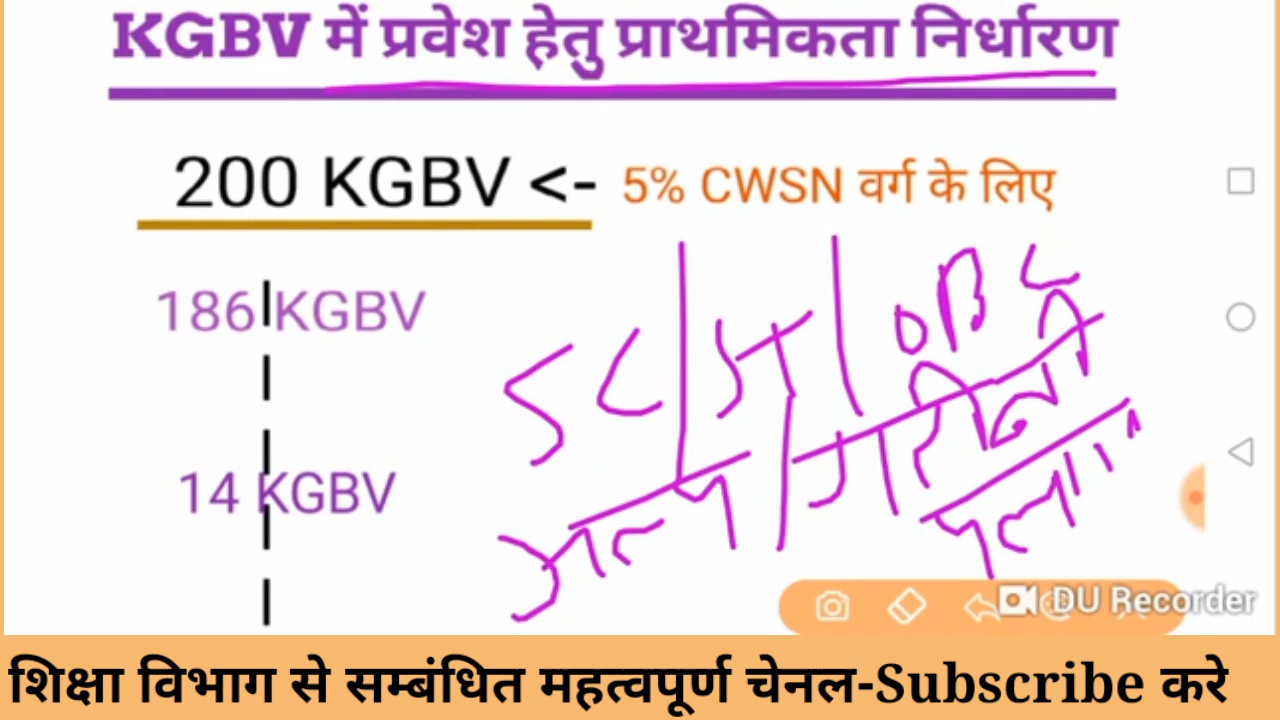 KGBV में प्रवेश हेतु प्राथमिकता निर्धारण
200 KGBV <- 5% CWSN वर्ग के लिए
186 KGBV
SC ST OBC
14 KGBV
DU Recorder
शिक्षा विभाग से सम्बंधित महत्वपूर्ण चेनल-Subscribe करे